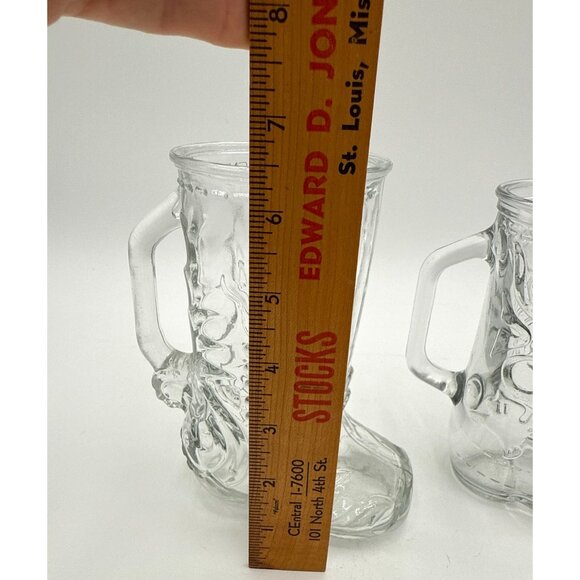 8
7
6
5
4
3
2
EDWARD D. JON
St. Louis, Mis
STOCKS
CEntral 1-7600
101 North 4th St.